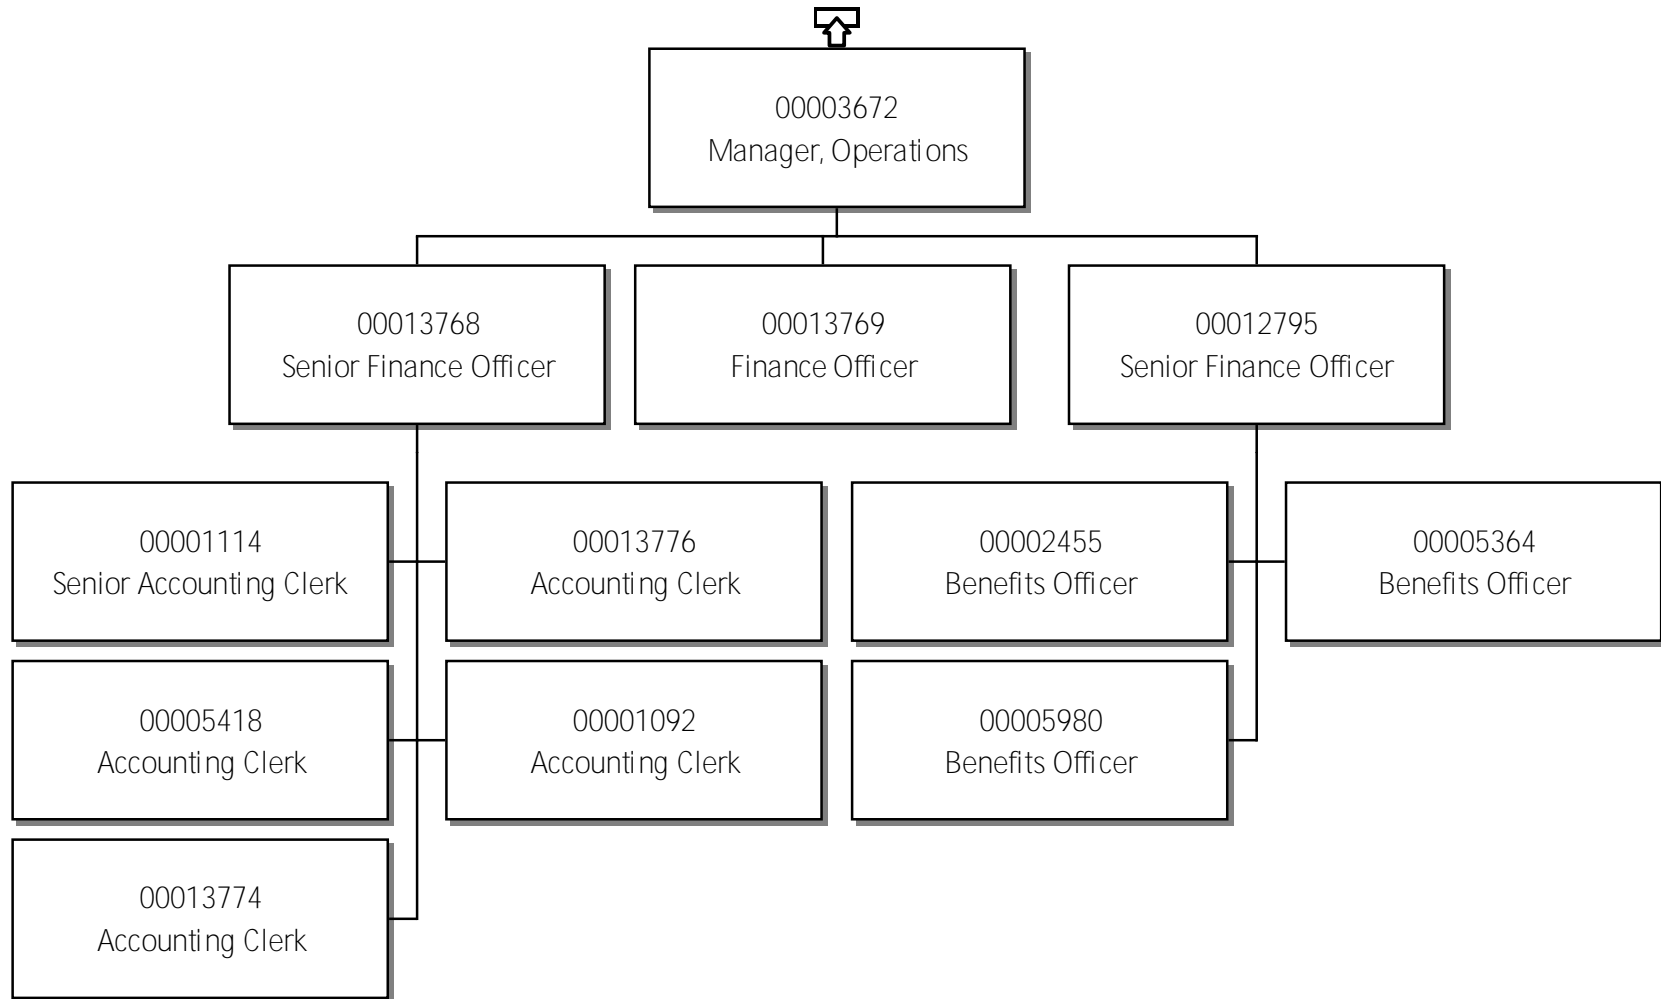 00003672
Manager, Operations
00013768
Senior Finance Officer
00013769
Finance Officer
00012795
Senior Finance Officer
00001114
Senior Accounting Clerk
00013776
Accounting Clerk
00002455
Benefits Officer
00005364
Benefits Officer
00005418
Accounting Clerk
00001092
Accounting Clerk
00005980
Benefits Officer
00013774
Accounting Clerk